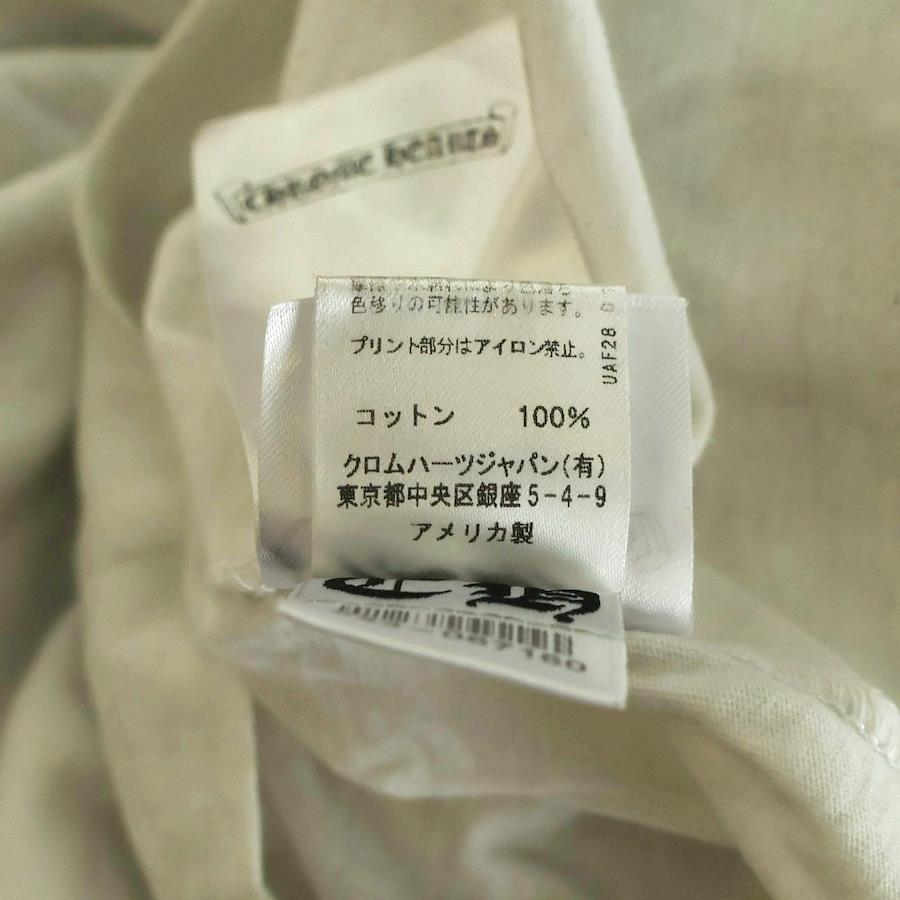 CHROME HEARTS
色移りの可能性があります。
プリント部分はアイロン禁止。
UAF28
コットン 100%
クロムハーツジャパン(有)
東京都中央区銀座5-4-9
アメリカ製